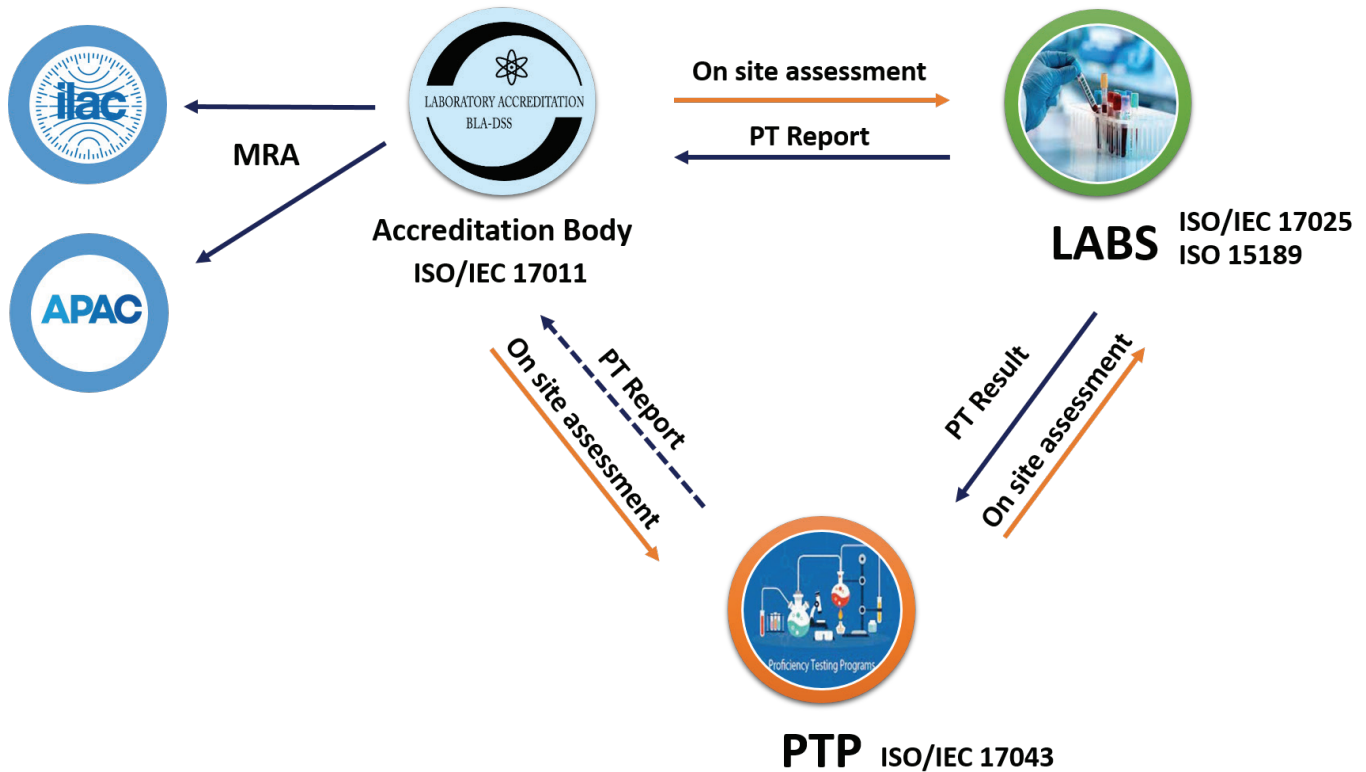 ilac
MRA
APAC
LABORATORY ACCREDITATION
BLA-DSS
Accreditation Body
ISO/IEC 17011
On site assessment
PT Report
LABS
ISO/IEC 17025
ISO 15189
On site assessment
PT Report
PT Result
On site assessment
Proficiency Testing Programs
PTP
ISO/IEC 17043